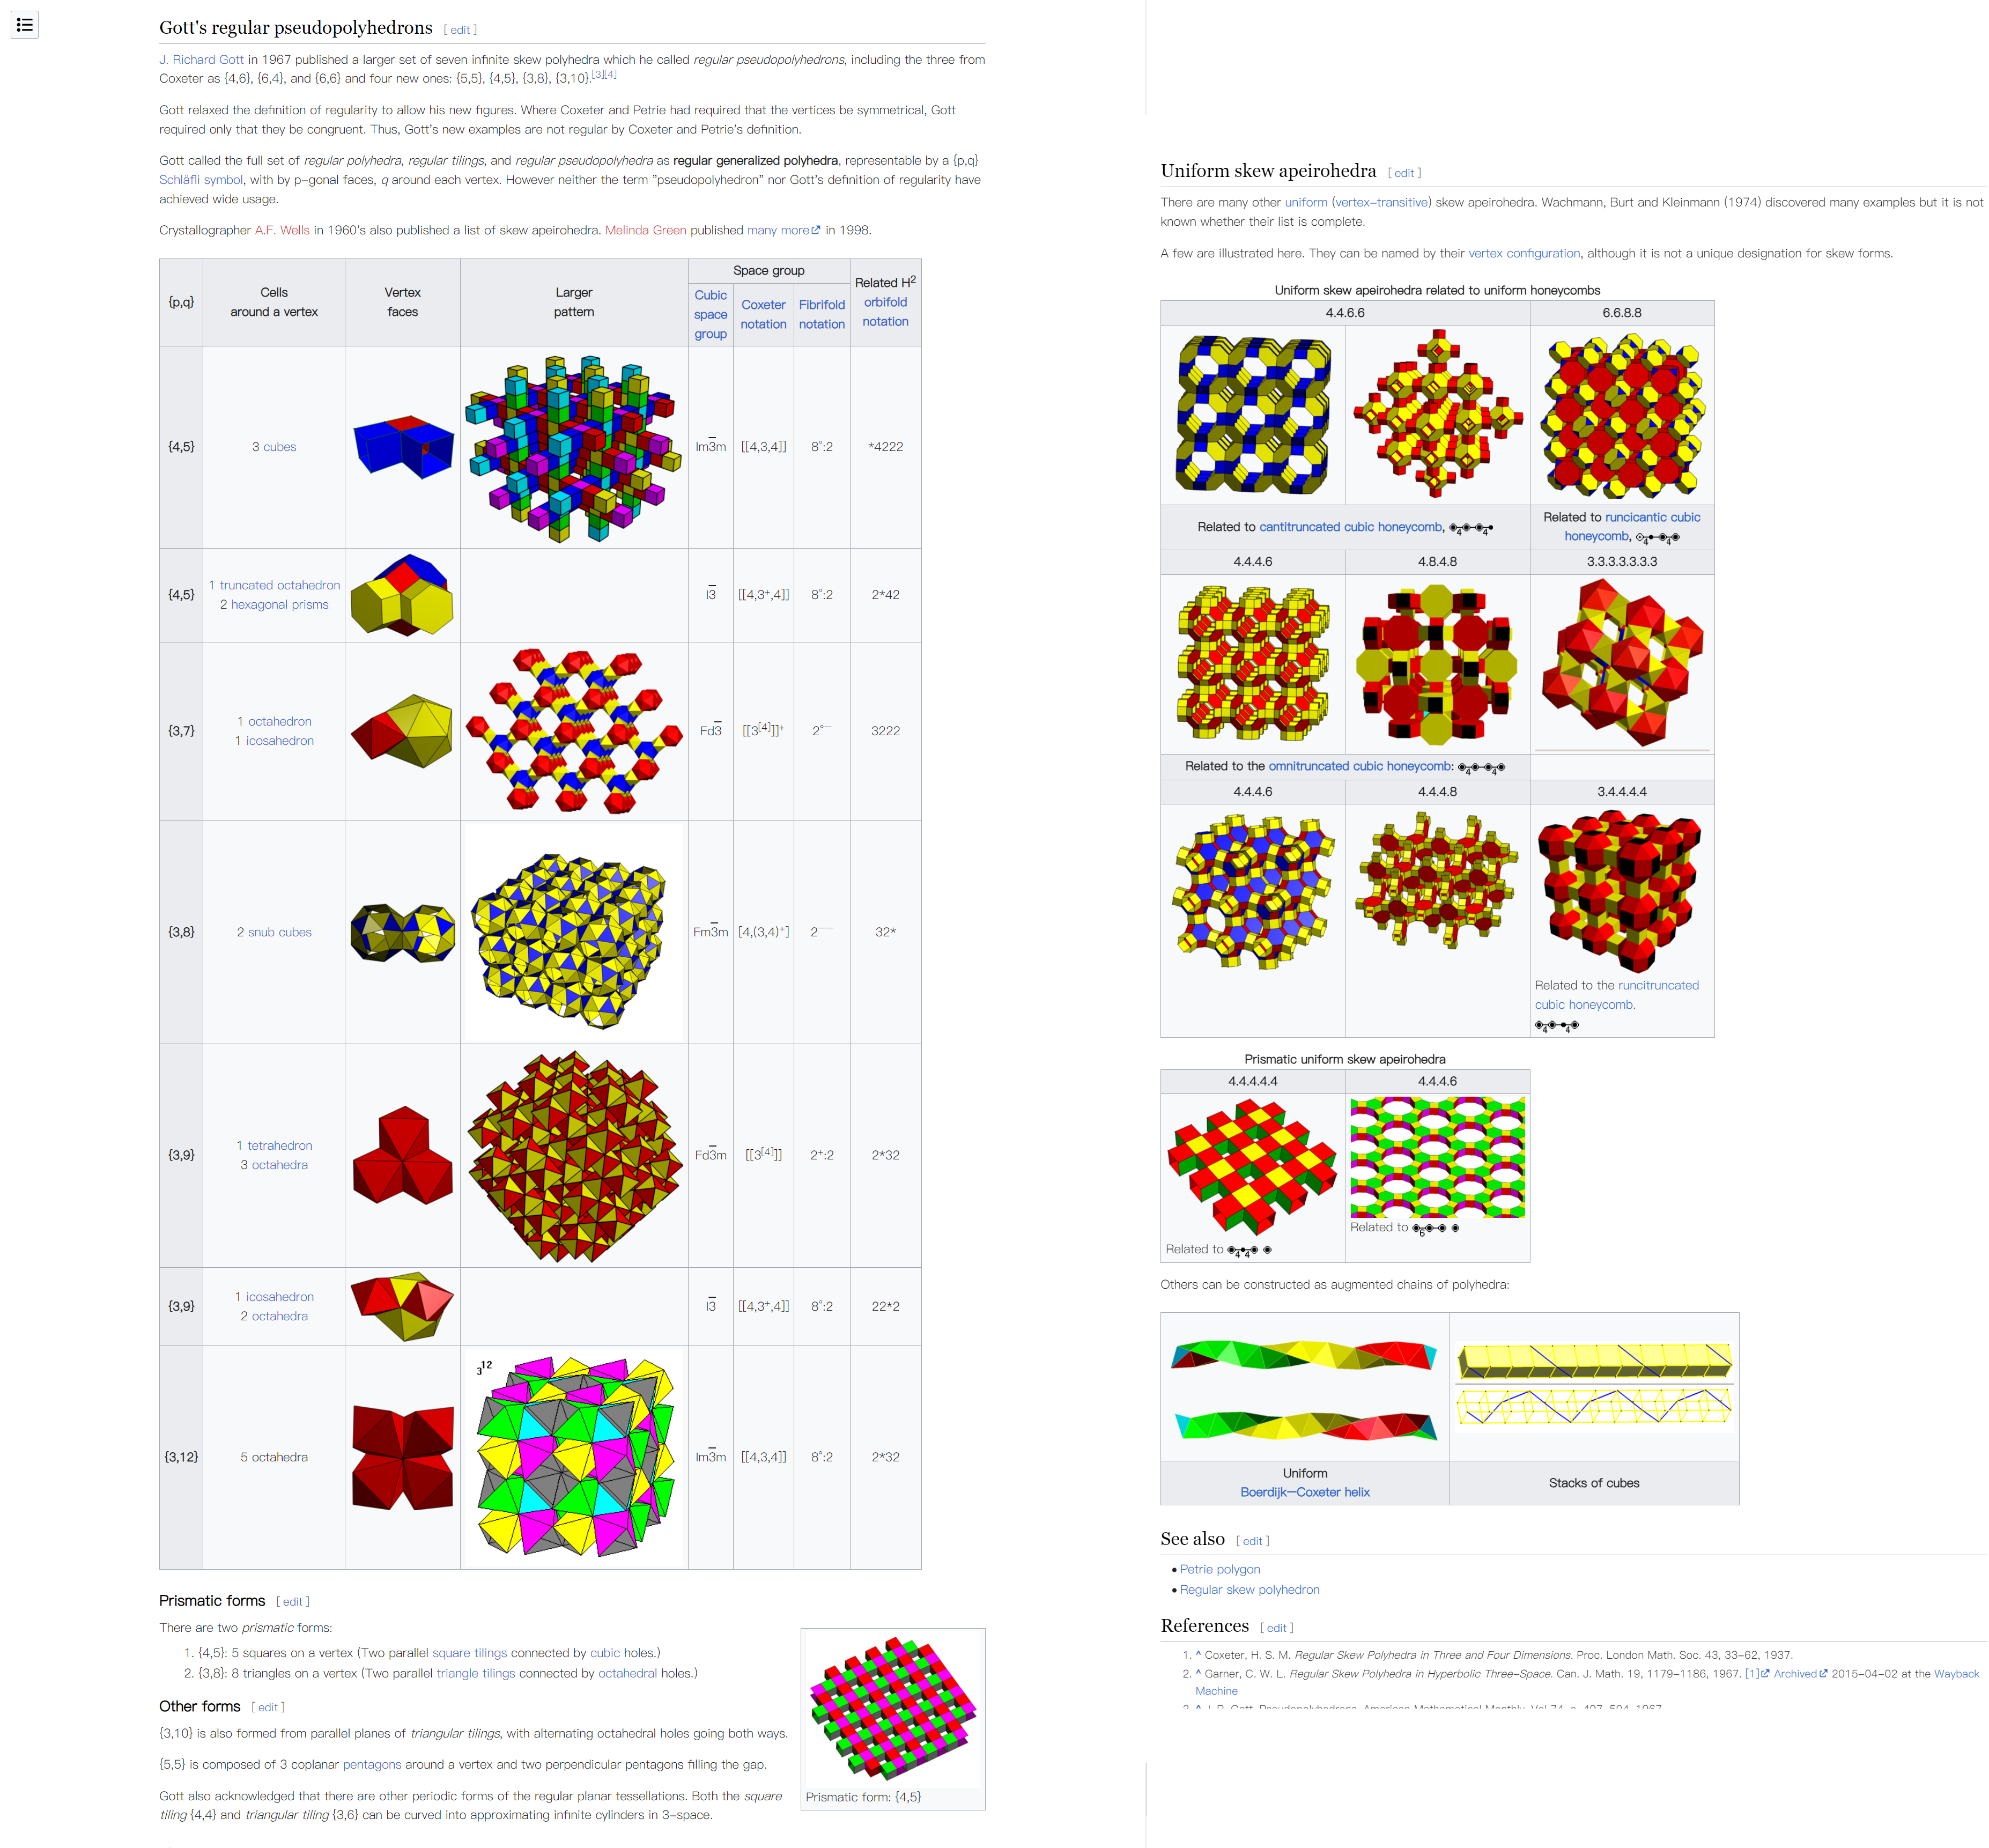 Gott's regular pseudopolyhedrons [ edit ]
J. Richard Gott in 1967 published a larger set of seven infinite skew polyhedra which he called regular pseudopolyhedrons, including the three from
Coxeter as {4,6}, {6,4}, and {6,6} and four new ones: {5,5}, {4,5}, {3,8}, {3,10}.[3][4]
Gott relaxed the definition of regularity to allow his new figures. Where Coxeter and Petrie had required that the vertices be symmetrical, Gott
required only that they be congruent. Thus, Gott's new examples are not regular by Coxeter and Petrie's definition.
Gott called the full set of regular polyhedra, regular tilings, and regular pseudopolyhedra as regular generalized polyhedra, representable by a {p,q}
Schläfli symbol, with by p-gonal faces, q around each vertex. However neither the term "pseudopolyhedron" nor Gott's definition of regularity have
achieved wide usage.
Crystallographer A.F. Wells in 1960's also published a list of skew apeirohedra. Melinda Green published many more in 1998.
{p,q}
Cells
around a vertex
Vertex
faces
Larger
pattern
Space group
Cubic
space
group
Coxeter
notation
Fibrifold
notation
Related H²
orbifold
notation
{4,5} 3 cubes Im3̅m [[4,3,4]] 8°:2 *4222
{4,5} 1 truncated octahedron
2 hexagonal prisms I3̅ [[4,3⁺,4]] 8°:2 2*42
{3,7} 1 octahedron
1 icosahedron Fd3̅ [[3[4]]]⁺ 2°− 3222
{3,8} 2 snub cubes Fm3̅m [4,(3,4)⁺] 2−− 32*
{3,9} 1 tetrahedron
3 octahedra Fd3̅m [[3[4]]] 2⁺:2 2*32
{3,9} 1 icosahedron
2 octahedra I3̅ [[4,3⁺,4]] 8°:2 22*2
{3,12} 5 octahedra 3¹² Im3̅m [[4,3,4]] 8°:2 2*32
Prismatic forms [ edit ]
There are two prismatic forms:
1. {4,5}: 5 squares on a vertex (Two parallel square tilings connected by cubic holes.)
2. {3,8}: 8 triangles on a vertex (Two parallel triangle tilings connected by octahedral holes.)
Other forms [ edit ]
{3,10} is also formed from parallel planes of triangular tilings, with alternating octahedral holes going both ways.
{5,5} is composed of 3 coplanar pentagons around a vertex and two perpendicular pentagons filling the gap.
Gott also acknowledged that there are other periodic forms of the regular planar tessellations. Both the square
tiling {4,4} and triangular tiling {3,6} can be curved into approximating infinite cylinders in 3-space.
Prismatic form: {4,5}
Uniform skew apeirohedra [ edit ]
There are many other uniform (vertex-transitive) skew apeirohedra. Wachmann, Burt and Kleinmann (1974) discovered many examples but it is not
known whether their list is complete.
A few are illustrated here. They can be named by their vertex configuration, although it is not a unique designation for skew forms.
Uniform skew apeirohedra related to uniform honeycombs
4.4.6.6 6.6.8.8
Related to cantitruncated cubic honeycomb, 4 4
Related to runcicantic cubic
honeycomb, 4 4
4.4.4.6 4.8.4.8 3.3.3.3.3.3.3
Related to the omnitruncated cubic honeycomb: 4 4
4.4.4.6 4.4.4.8 3.4.4.4.4
Related to the runcitruncated
cubic honeycomb.
4 4
Prismatic uniform skew apeirohedra
4.4.4.4.4 4.4.4.6
Related to 4 4
Related to 6
Others can be constructed as augmented chains of polyhedra:
Uniform
Boerdijk–Coxeter helix
Stacks of cubes
See also [ edit ]
• Petrie polygon
• Regular skew polyhedron
References [ edit ]
1. ^ Coxeter, H. S. M. Regular Skew Polyhedra in Three and Four Dimensions. Proc. London Math. Soc. 43, 33-62, 1937.
2. ^ Garner, C. W. L. Regular Skew Polyhedra in Hyperbolic Three-Space. Can. J. Math. 19, 1179-1186, 1967. [1] Archived 2015-04-02 at the Wayback
Machine